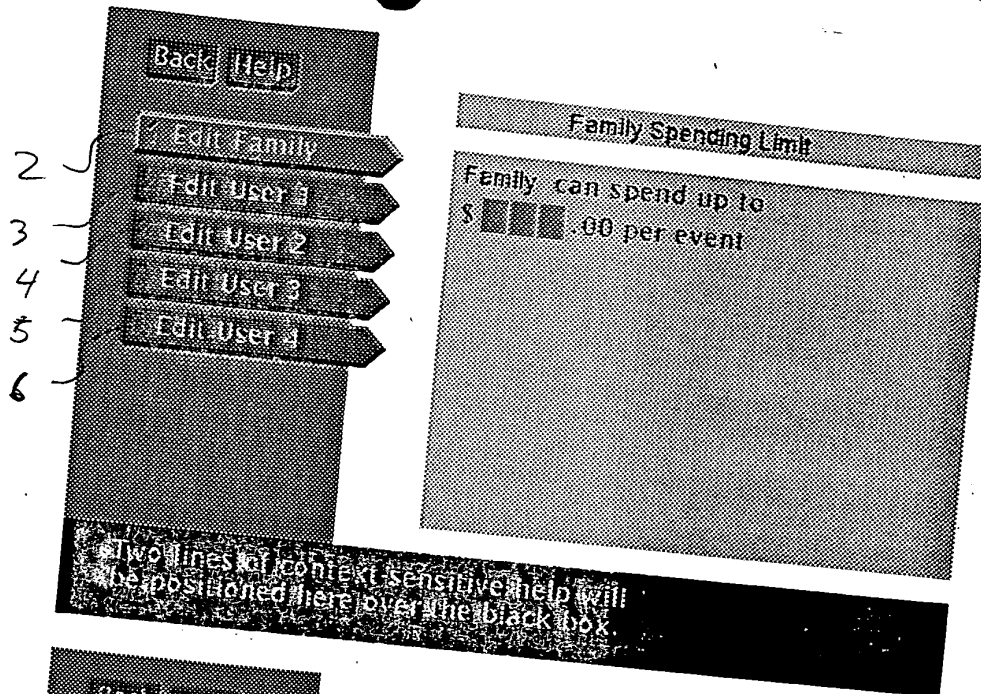 Back Help
2 Edit Family
3 Edit User 1
4 Edit User 2
5 Edit User 3
6 Edit User 4
Family Spending Limit
Family can spend up to
$ .00 per event
Two lines of context sensitive help will
be positioned here over the black box.